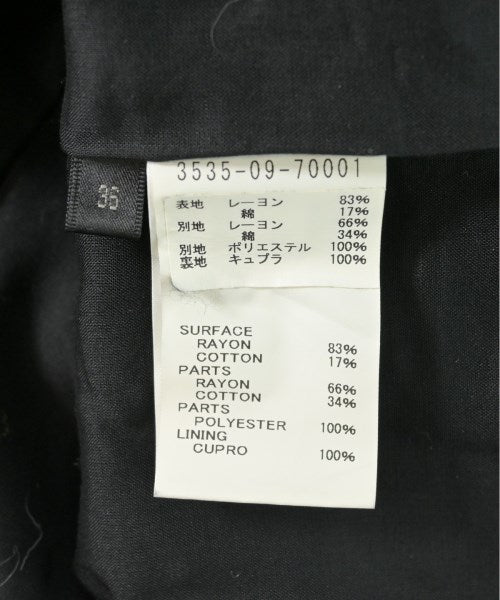 36
3535-09-70001
表地 レーヨン 83%
綿 17%
別地 レーヨン 66%
綿 34%
別地 ポリエステル 100%
裏地 キュプラ 100%
SURFACE
RAYON 83%
COTTON 17%
PARTS
RAYON 66%
COTTON 34%
PARTS
POLYESTER 100%
LINING
CUPRO 100%